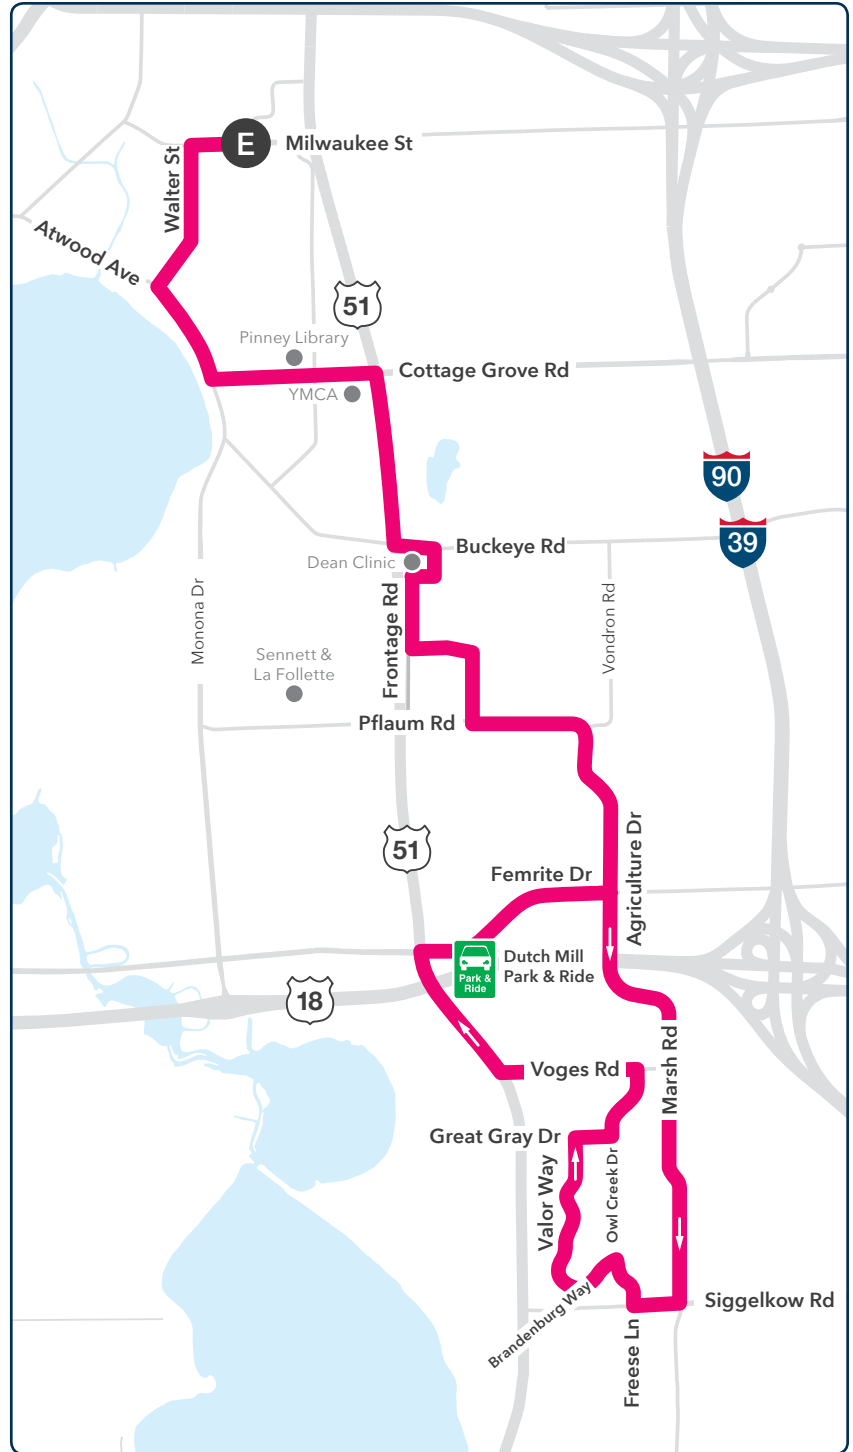 E
Milwaukee St
Walter St
Atwood Ave
51
Pinney Library
Cottage Grove Rd
YMCA
90
39
Buckeye Rd
Dean Clinic
Frontage Rd
Monona Dr
Vondron Rd
Sennett &
La Follette
Pflaum Rd
51
Agriculture Dr
Femrite Dr
Park &
Ride
Dutch Mill
Park & Ride
18
Marsh Rd
Voges Rd
Great Gray Dr
Owl Creek Dr
Valor Way
Brandenburg Way
Siggelkow Rd
Freese Ln